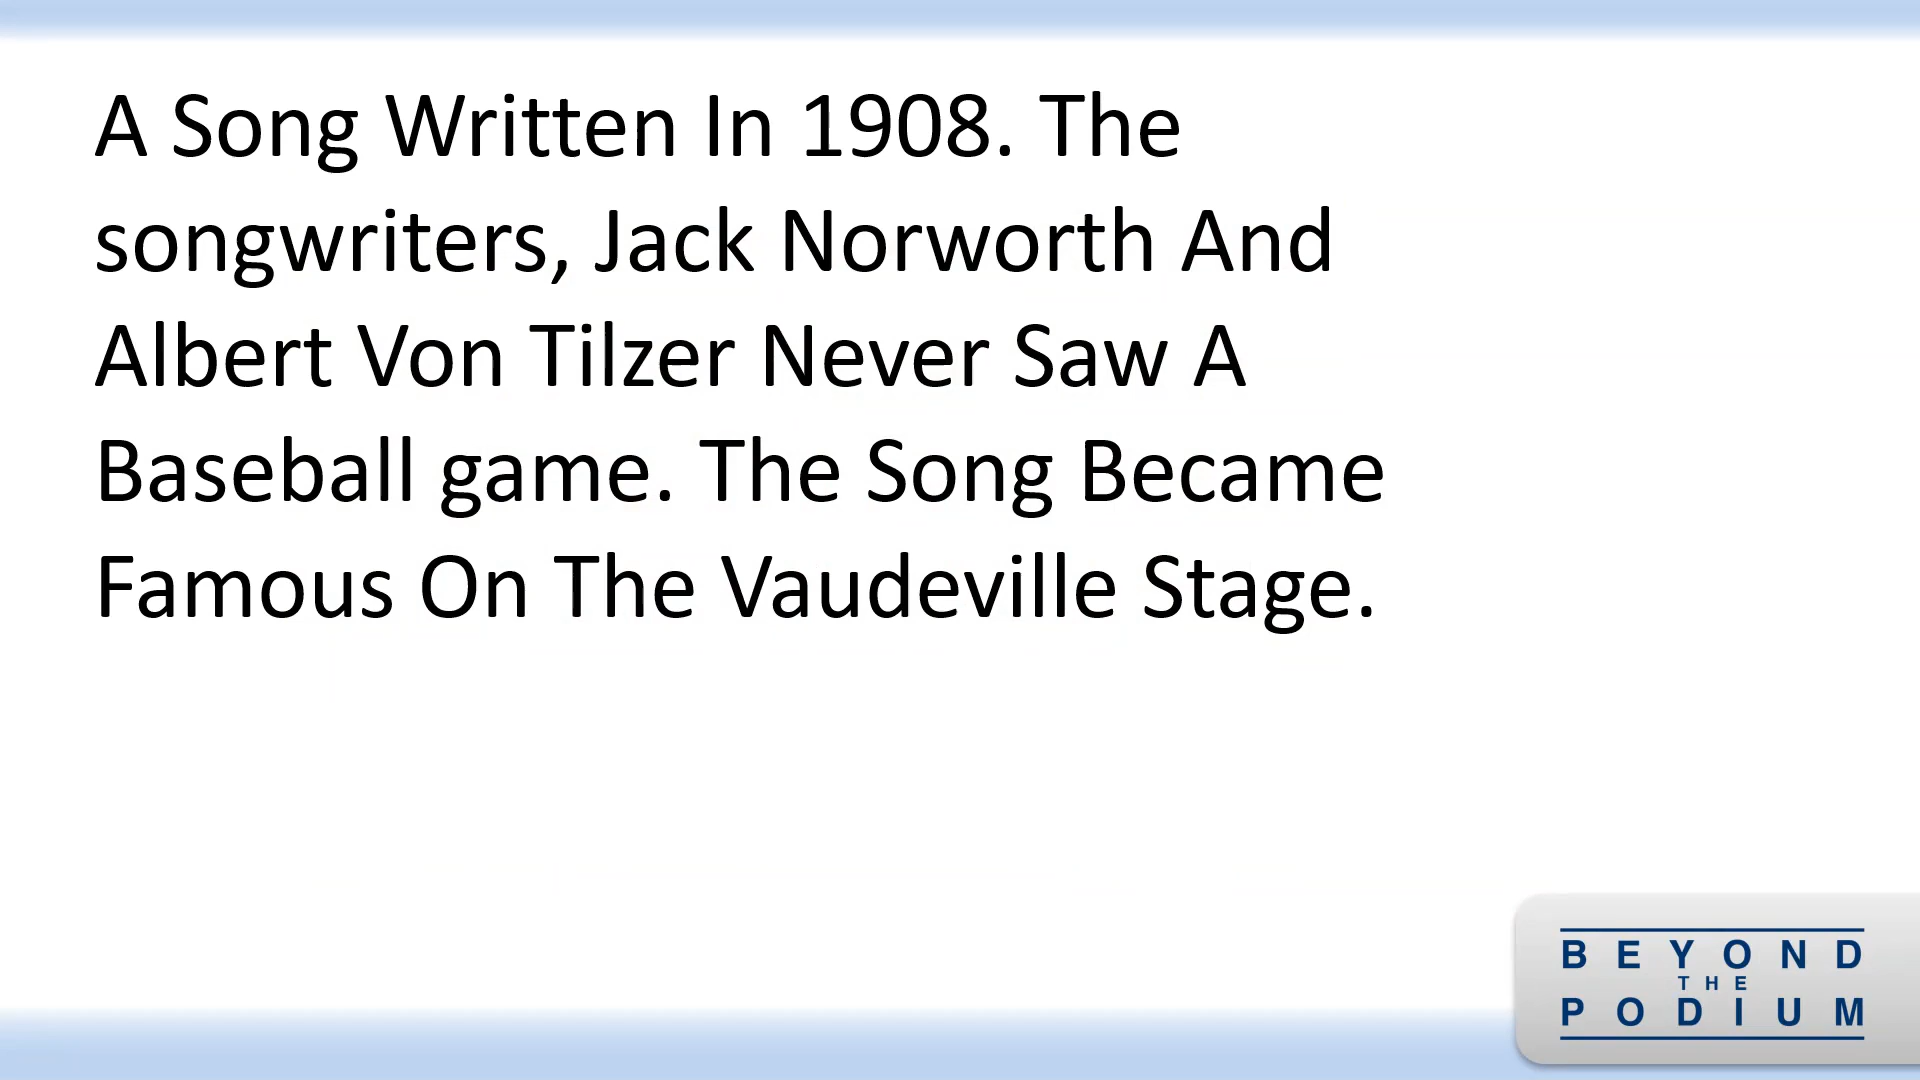 A Song Written In 1908. The
songwriters, Jack Norworth And
Albert Von Tilzer Never Saw A
Baseball game. The Song Became
Famous On The Vaudeville Stage.
BEYOND
THE
PODIUM